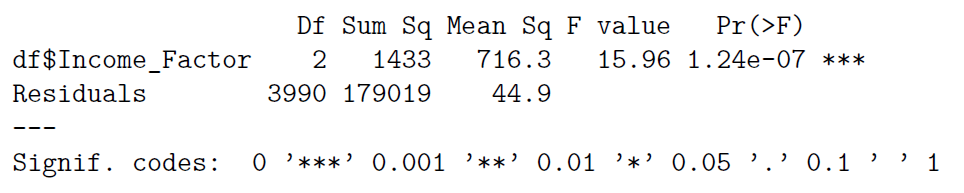 Df Sum Sq Mean Sq F value Pr(>F)
df$Income_Factor 2 1433 716.3 15.96 1.24e-07 ***
Residuals 3990 179019 44.9
---
Signif. codes: 0 ’***’ 0.001 ’**’ 0.01 ’*’ 0.05 ’.’ 0.1 ’ ’ 1